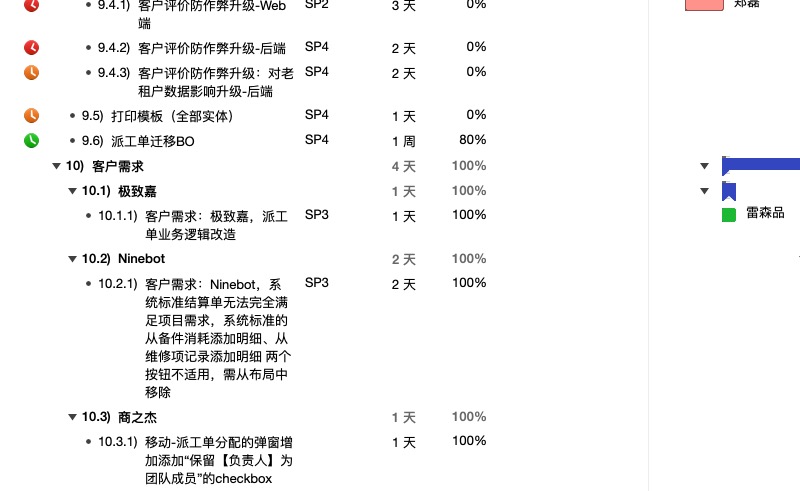 9.4.1) 客户评价防作弊升级-Web SP2 3 天 0%
端
9.4.2) 客户评价防作弊升级-后端 SP4 2 天 0%
9.4.3) 客户评价防作弊升级：对老 SP4 2 天 0%
租户数据影响升级-后端
9.5) 打印模板（全部实体） SP4 1 天 0%
9.6) 派工单迁移BO SP4 1 周 80%
10) 客户需求 4 天 100%
10.1) 极致嘉 1 天 100%
10.1.1) 客户需求：极致嘉，派工 SP3 1 天 100% 雷森品
单业务逻辑改造
10.2) Ninebot 2 天 100%
10.2.1) 客户需求：Ninebot，系 SP3 2 天 100%
统标准结算单无法完全满
足项目需求，系统标准的
从备件消耗添加明细、从
维修项记录添加明细 两个
按钮不适用，需从布局中
移除
10.3) 商之杰 1 天 100%
10.3.1) 移动-派工单分配的弹窗增 1 天 100%
加添加“保留【负责人】为
团队成员”的checkbox